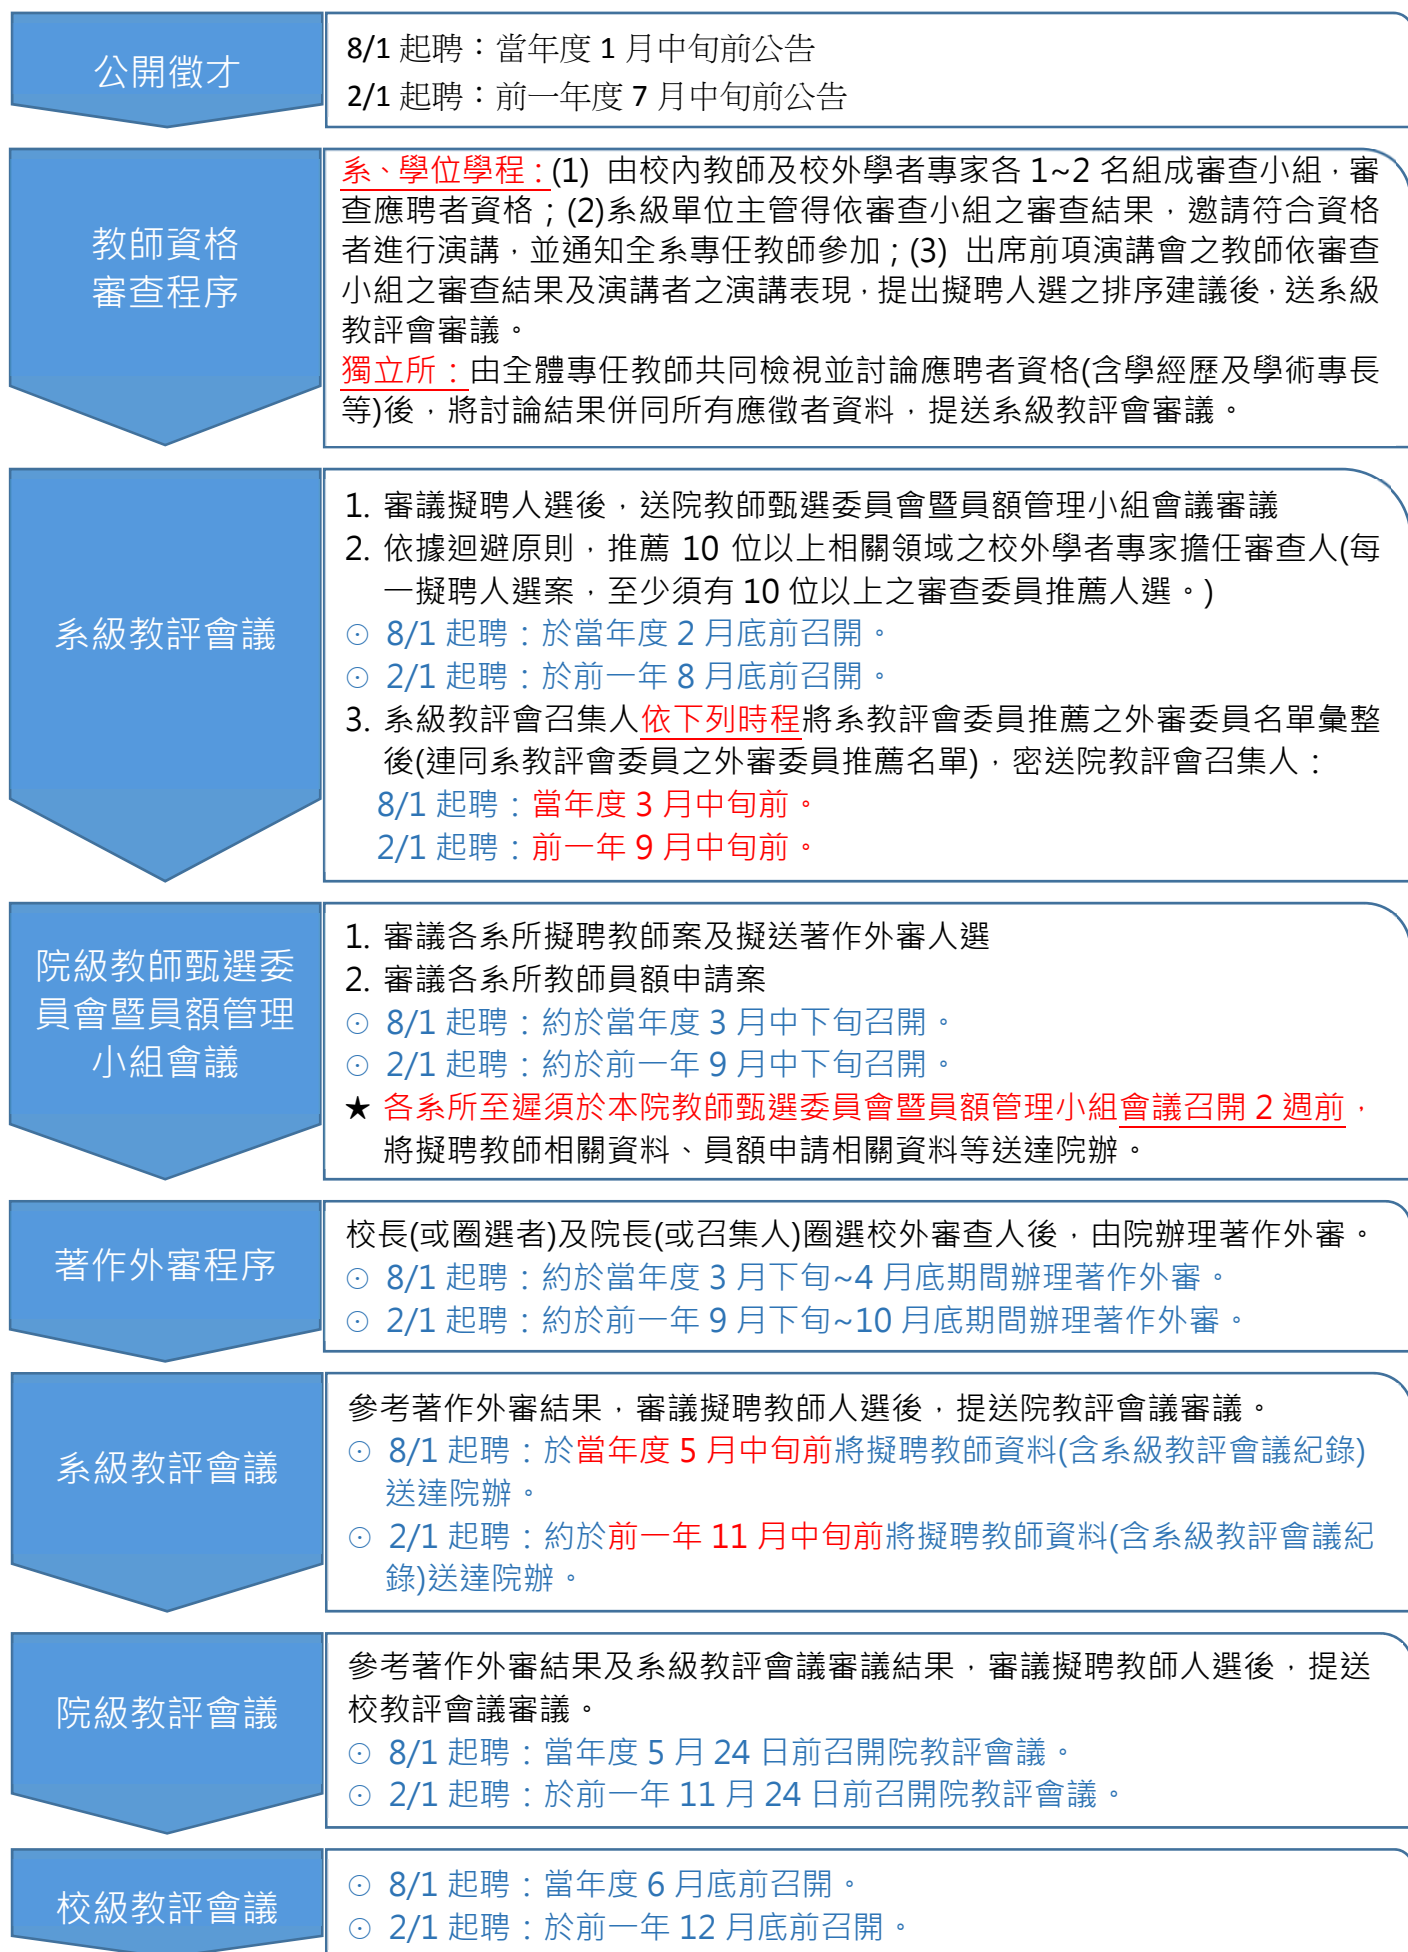 公開徵才
8/1 起聘：當年度 1 月中旬前公告
2/1 起聘：前一年度 7 月中旬前公告
教師資格
審查程序
系、學位學程：(1) 由校內教師及校外學者專家各 1~2 名組成審查小組，審
查應聘者資格；(2)系級單位主管得依審查小組之審查結果，邀請符合資格
者進行演講，並通知全系專任教師參加；(3) 出席前項演講會之教師依審查
小組之審查結果及演講者之演講表現，提出擬聘人選之排序建議後，送系級
教評會審議。
獨立所：由全體專任教師共同檢視並討論應聘者資格(含學經歷及學術專長
等)後，將討論結果併同所有應徵者資料，提送系級教評會審議。
系級教評會議
1. 審議擬聘人選後，送院教師甄選委員會暨員額管理小組會議審議
2. 依據迴避原則，推薦 10 位以上相關領域之校外學者專家擔任審查人(每
一擬聘人選案，至少須有 10 位以上之審查委員推薦人選。)
⊙ 8/1 起聘：於當年度 2 月底前召開。
⊙ 2/1 起聘：於前一年 8 月底前召開。
3. 系級教評會召集人依下列時程將系教評會委員推薦之外審委員名單彙整
後(連同系教評會委員之外審委員推薦名單)，密送院教評會召集人：
8/1 起聘：當年度 3 月中旬前。
2/1 起聘：前一年 9 月中旬前。
院級教師甄選委
員會暨員額管理
小組會議
1. 審議各系所擬聘教師案及擬送著作外審人選
2. 審議各系所教師員額申請案
⊙ 8/1 起聘：約於當年度 3 月中下旬召開。
⊙ 2/1 起聘：約於前一年 9 月中下旬召開。
★ 各系所至遲須於本院教師甄選委員會暨員額管理小組會議召開 2 週前，
將擬聘教師相關資料、員額申請相關資料等送達院辦。
著作外審程序
校長(或圈選者)及院長(或召集人)圈選校外審查人後，由院辦理著作外審。
⊙ 8/1 起聘：約於當年度 3 月下旬~4 月底期間辦理著作外審。
⊙ 2/1 起聘：約於前一年 9 月下旬~10 月底期間辦理著作外審。
系級教評會議
參考著作外審結果，審議擬聘教師人選後，提送院教評會議審議。
⊙ 8/1 起聘：於當年度 5 月中旬前將擬聘教師資料(含系級教評會議紀錄)
送達院辦。
⊙ 2/1 起聘：約於前一年 11 月中旬前將擬聘教師資料(含系級教評會議紀
錄)送達院辦。
院級教評會議
參考著作外審結果及系級教評會議審議結果，審議擬聘教師人選後，提送
校教評會議審議。
⊙ 8/1 起聘：當年度 5 月 24 日前召開院教評會議。
⊙ 2/1 起聘：於前一年 11 月 24 日前召開院教評會議。
校級教評會議
⊙ 8/1 起聘：當年度 6 月底前召開。
⊙ 2/1 起聘：於前一年 12 月底前召開。